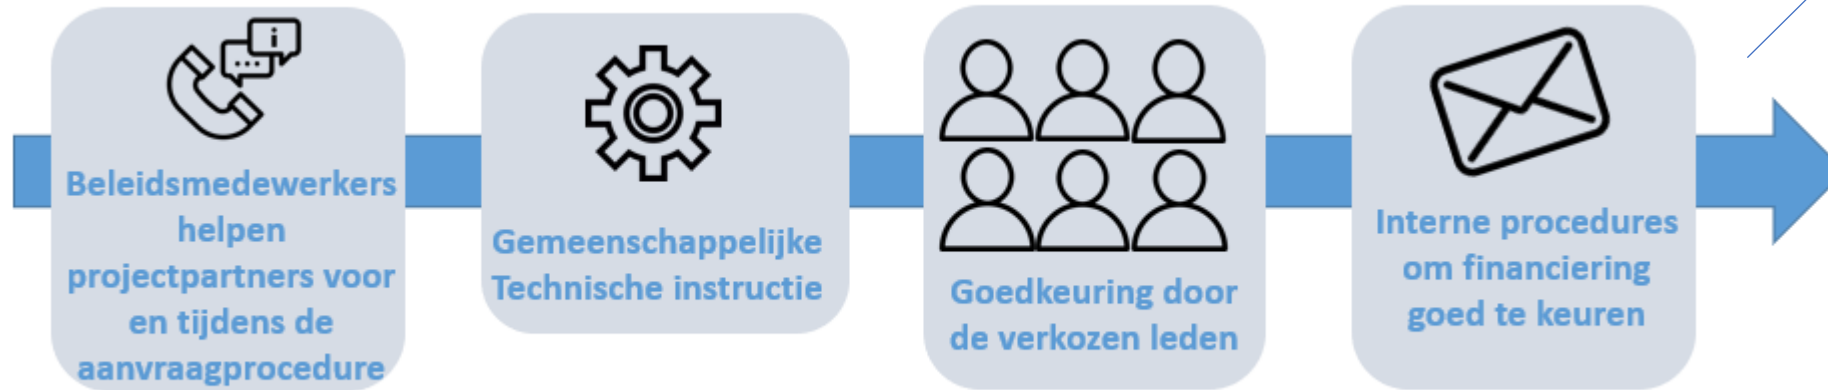 Beleidsmedewerkers
helpen
projectpartners voor
en tijdens de
aanvraagprocedure
Gemeenschappelijke
Technische instructie
Goedkeuring door
de verkozen leden
Interne procedures
om financiering
goed te keuren